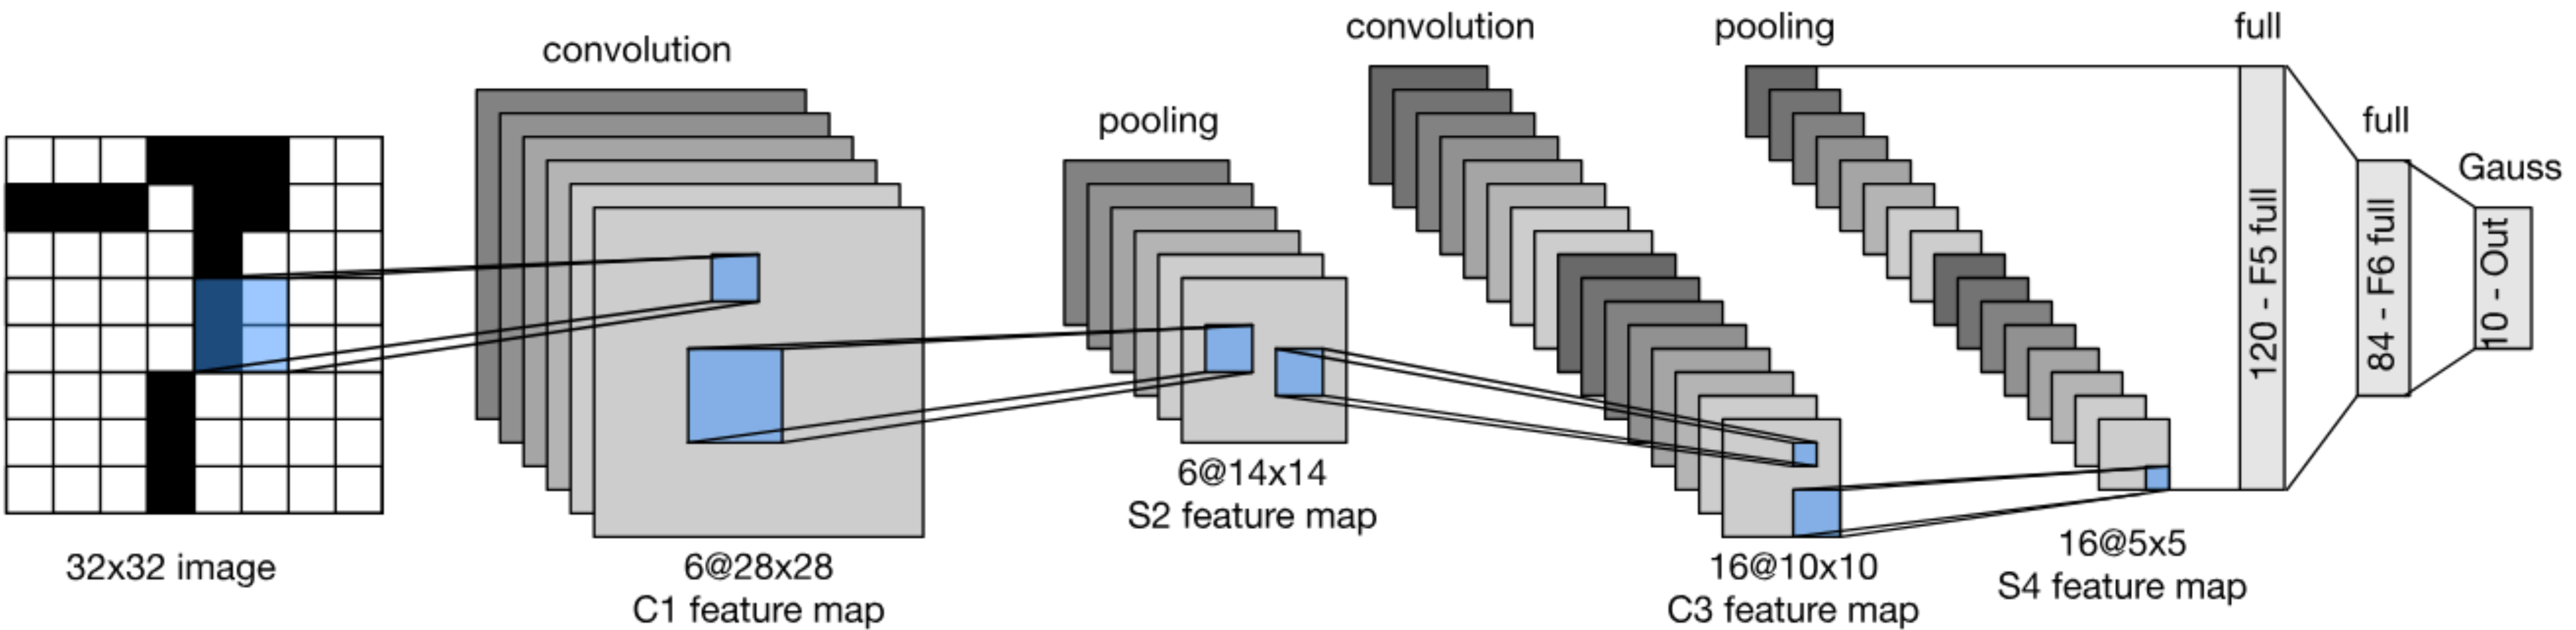 convolution
pooling
convolution
pooling
full
full
Gauss
32x32 image
6@28x28
C1 feature map
6@14x14
S2 feature map
16@10x10
C3 feature map
16@5x5
S4 feature map
120 - F5 full
84 - F6 full
10 - Out